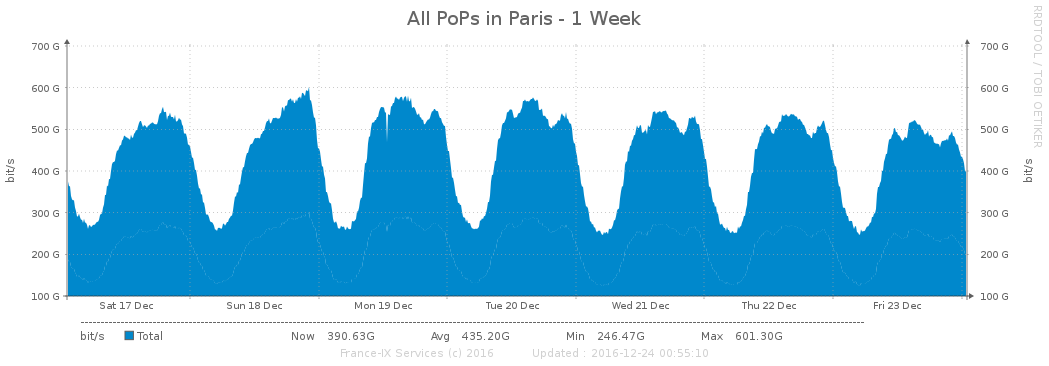 All PoPs in Paris - 1 Week
RRDTOOL / TOBI OETIKER
700 G 700 G
600 G 600 G
500 G 500 G
400 G 400 G
300 G 300 G
200 G 200 G
100 G 100 G
bit/s bit/s
Sat 17 Dec Sun 18 Dec Mon 19 Dec Tue 20 Dec Wed 21 Dec Thu 22 Dec Fri 23 Dec
bit/s Total Now 390.63G Avg 435.20G Min 246.47G Max 601.30G
France-IX Services (c) 2016 Updated : 2016-12-24 00:55:10